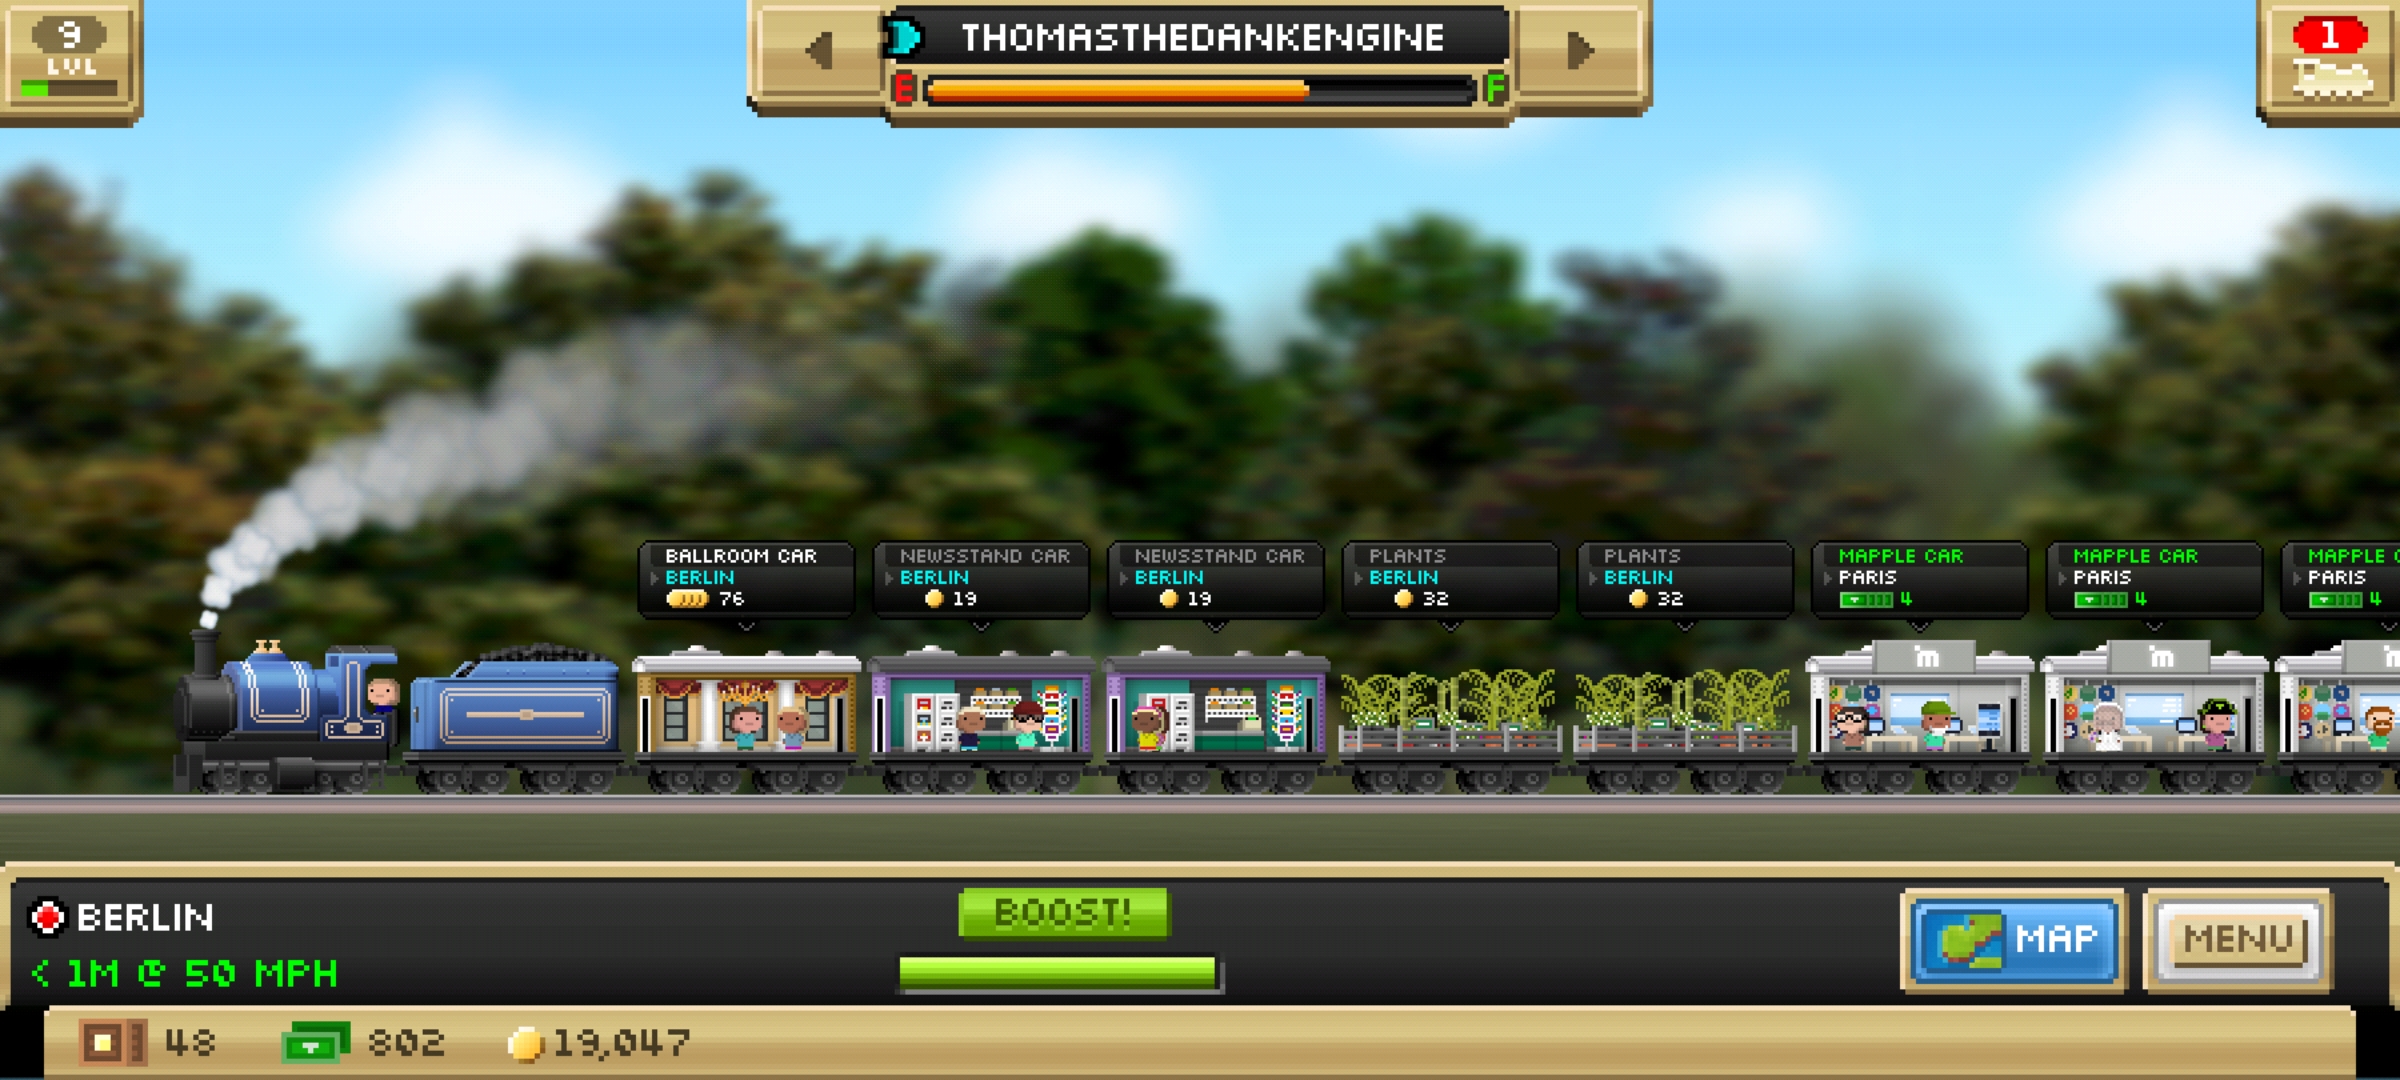 9
LVL
THOMASTHEDANKENGINE
E F
1
BALLROOM CAR
BERLIN
76
NEWSSTAND CAR
BERLIN
19
NEWSSTAND CAR
BERLIN
19
PLANTS
BERLIN
32
PLANTS
BERLIN
32
MAPPLE CAR
PARIS
4
MAPPLE CAR
PARIS
4
MAPPLE C
PARIS
4
m
m
BERLIN
< 1M @ 50 MPH
BOOST!
MAP
MENU
48
802
19,047